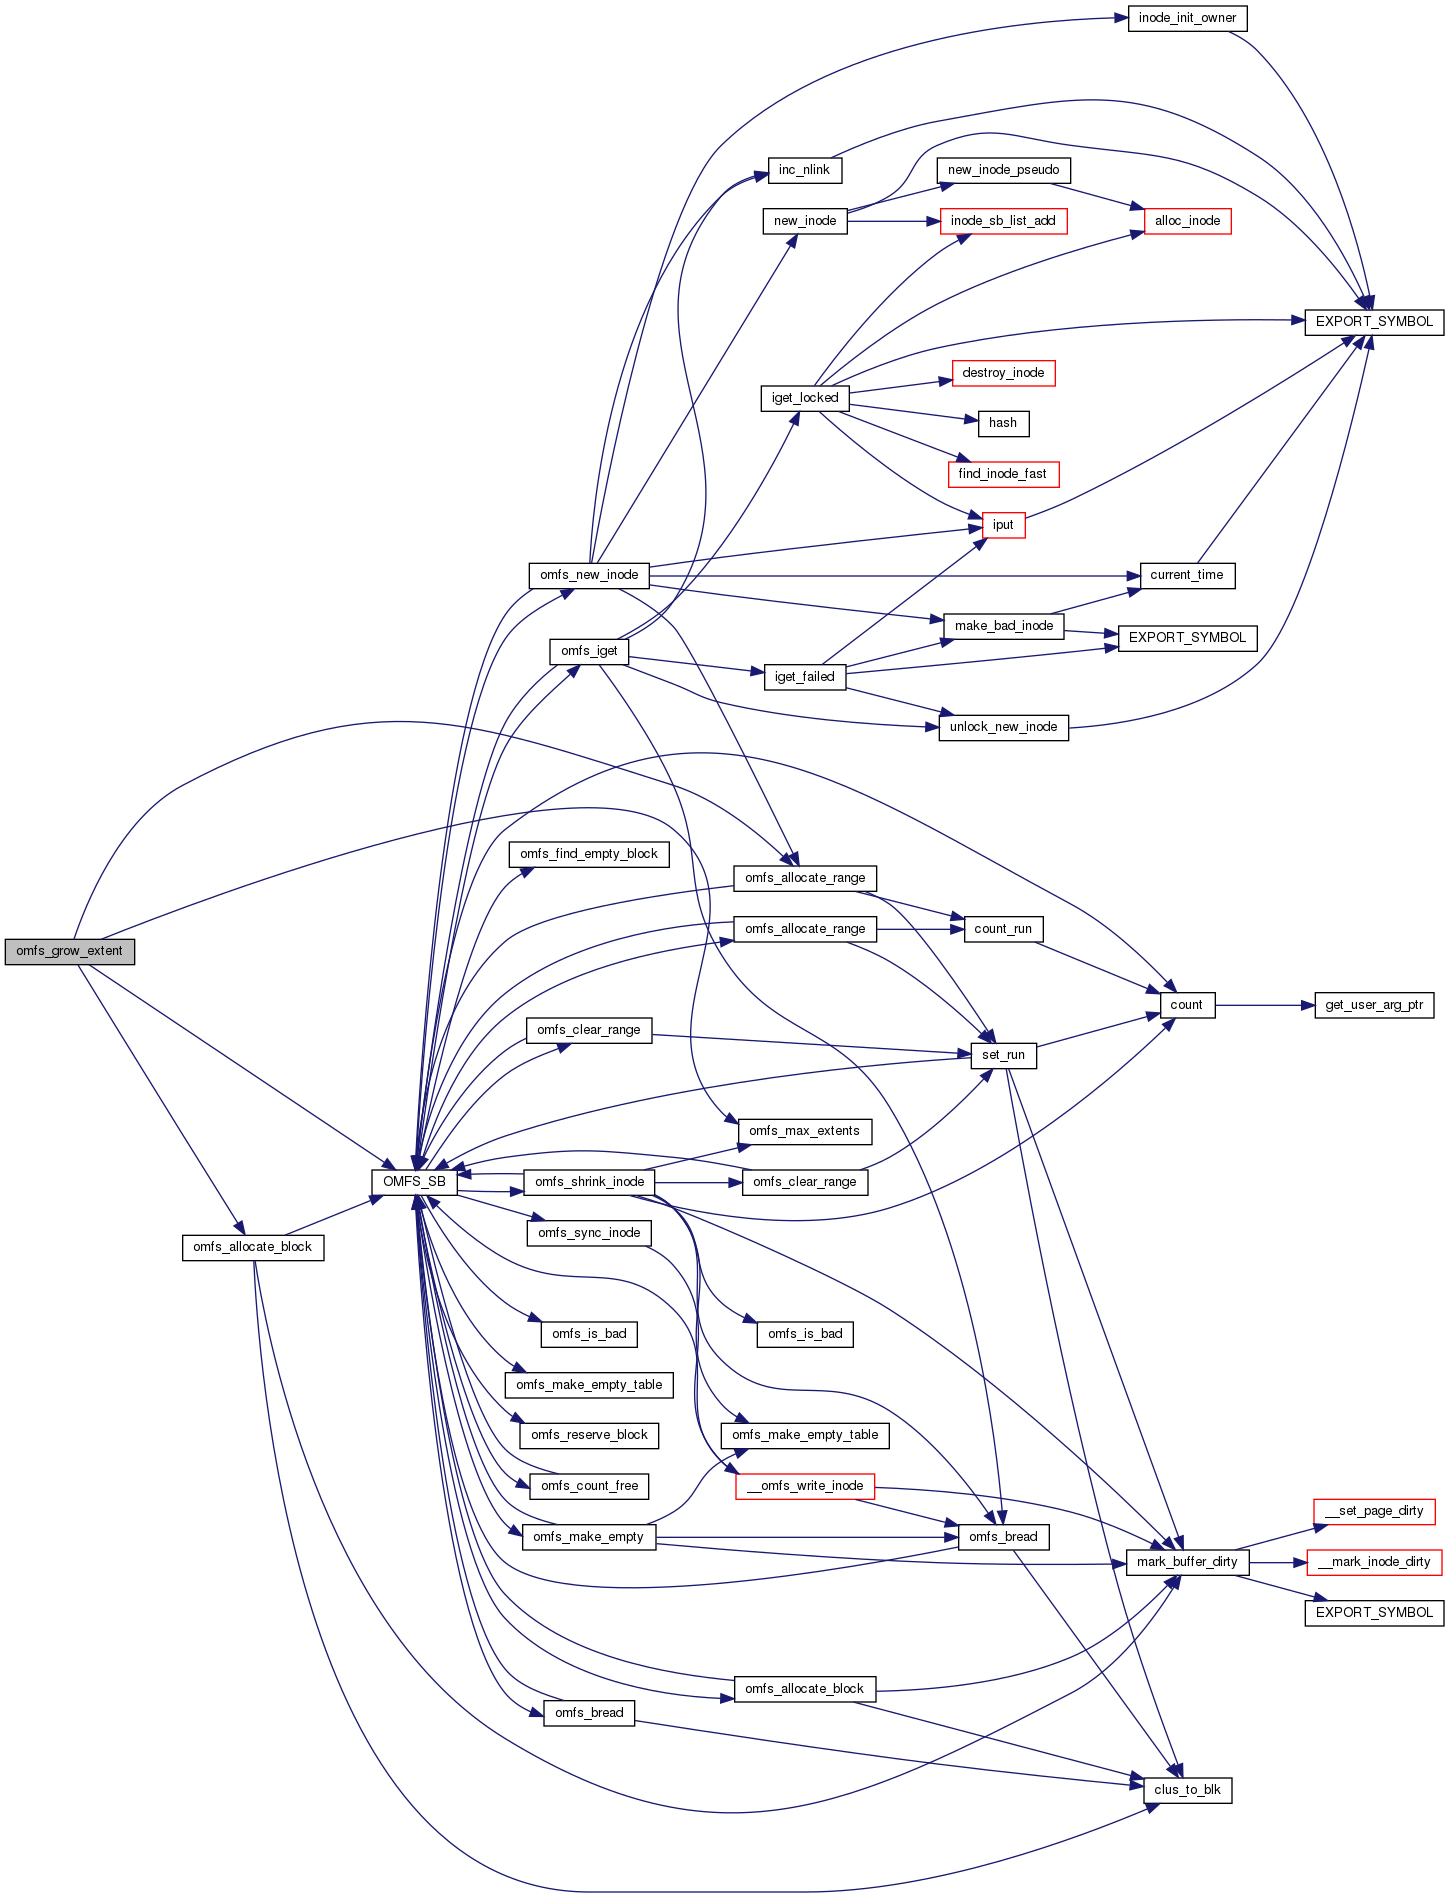 inode_init_owner
inc_nlink
new_inode_pseudo
new_inode
inode_sb_list_add
alloc_inode
EXPORT_SYMBOL
destroy_inode
iget_locked
hash
find_inode_fast
iput
omfs_new_inode
current_time
make_bad_inode
EXPORT_SYMBOL
omfs_iget
iget_failed
unlock_new_inode
omfs_find_empty_block
omfs_allocate_range
omfs_allocate_range
count_run
omfs_grow_extent
count
get_user_arg_ptr
omfs_clear_range
set_run
omfs_max_extents
OMFS_SB
omfs_shrink_inode
omfs_clear_range
omfs_sync_inode
omfs_allocate_block
omfs_is_bad
omfs_is_bad
omfs_make_empty_table
omfs_reserve_block
omfs_make_empty_table
omfs_count_free
__omfs_write_inode
__set_page_dirty
omfs_make_empty
omfs_bread
mark_buffer_dirty
__mark_inode_dirty
EXPORT_SYMBOL
omfs_allocate_block
omfs_bread
clus_to_blk